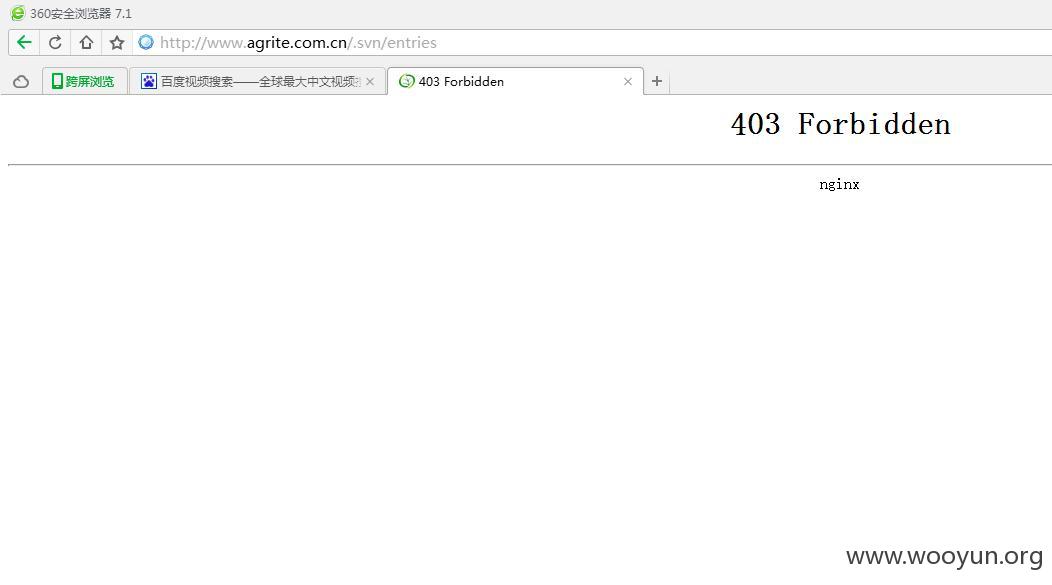 360安全浏览器 7.1
http://www.agrite.com.cn/.svn/entries
跨屏浏览
百度视频搜索——全球最大中文视频
403 Forbidden
403 Forbidden
nginx
www.wooyun.org